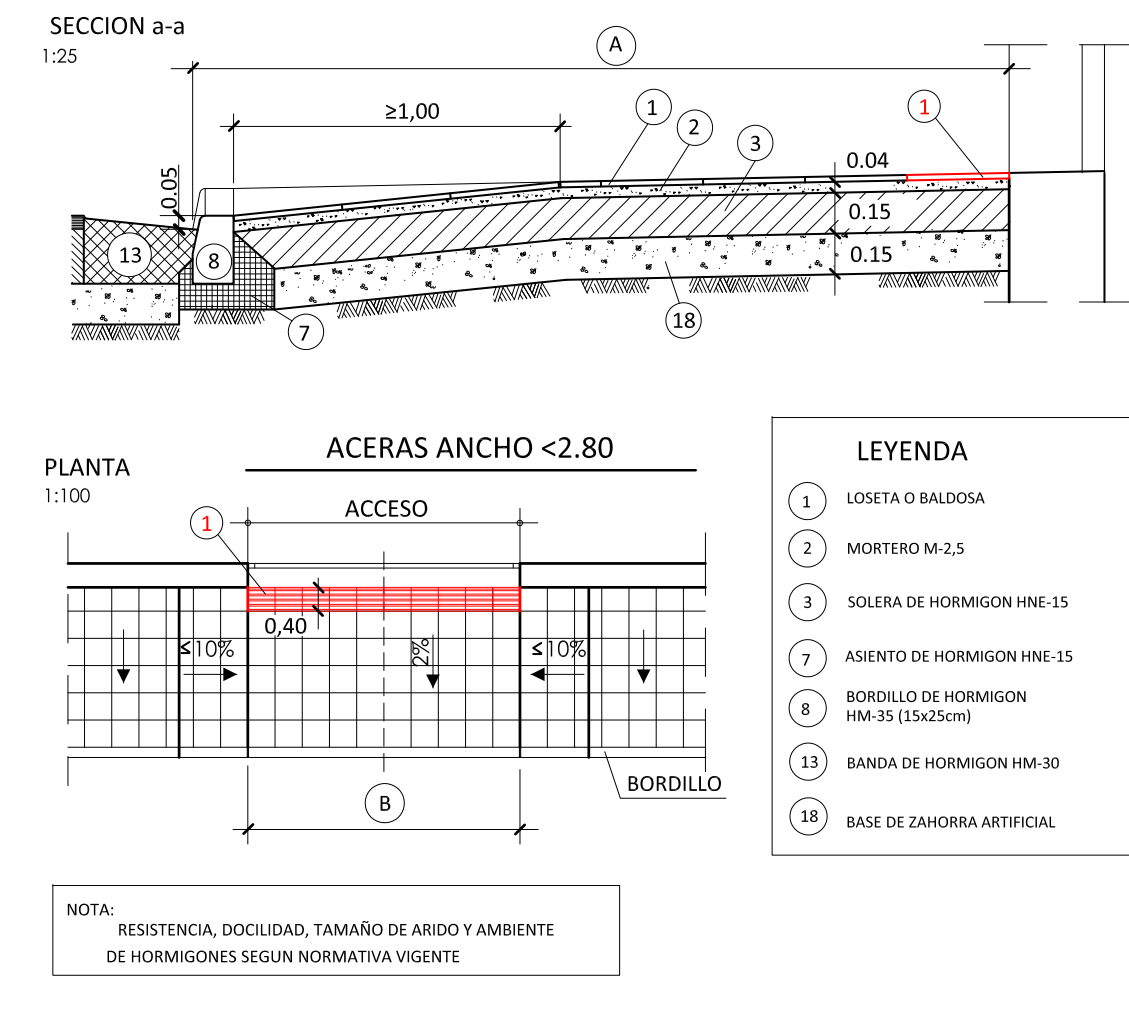 SECCION a-a
1:25
A
≥1,00
1
2
3
1
0.05
0.04
0.15
0.15
13
8
7
18
ACERAS ANCHO <2.80
PLANTA
1:100
ACCESO
1
0,40
≤10%
2%
≤10%
BORDILLO
B
LEYENDA
1 LOSETA O BALDOSA
2 MORTERO M-2,5
3 SOLERA DE HORMIGON HNE-15
7 ASIENTO DE HORMIGON HNE-15
8 BORDILLO DE HORMIGON
HM-35 (15x25cm)
13 BANDA DE HORMIGON HM-30
18 BASE DE ZAHORRA ARTIFICIAL
NOTA:
RESISTENCIA, DOCILIDAD, TAMAÑO DE ARIDO Y AMBIENTE
DE HORMIGONES SEGUN NORMATIVA VIGENTE